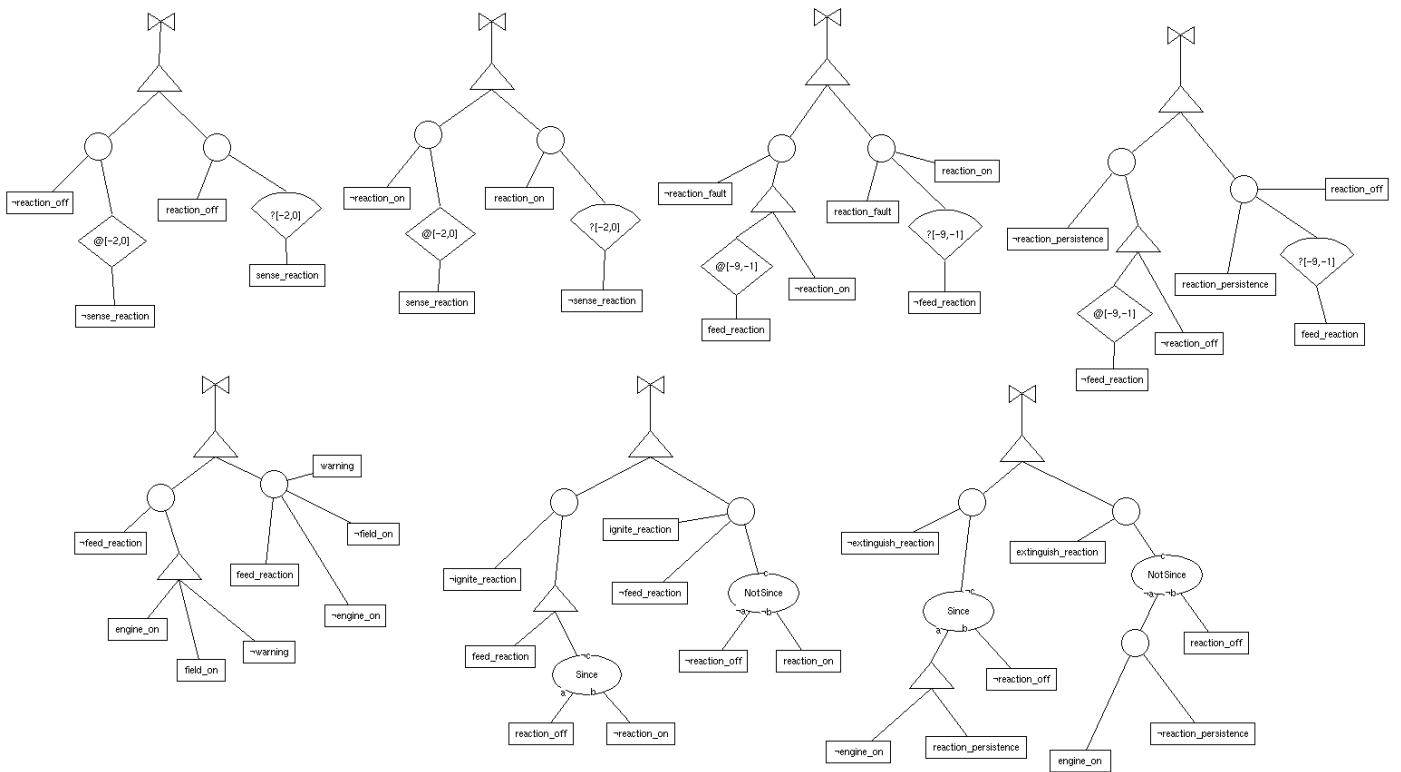 ¬reaction_off
reaction_off
@[−2,0]
?[−2,0]
¬sense_reaction
sense_reaction
¬reaction_on
reaction_on
@[−2,0]
?[−2,0]
sense_reaction
¬sense_reaction
¬reaction_fault
reaction_fault
reaction_on
@[−9,−1]
¬reaction_on
?[−9,−1]
feed_reaction
¬feed_reaction
¬reaction_persistence
reaction_persistence
reaction_off
@[−9,−1]
¬reaction_off
?[−9,−1]
¬feed_reaction
feed_reaction
warning
¬feed_reaction
feed_reaction
¬field_on
¬engine_on
engine_on
field_on
¬warning
ignite_reaction
¬ignite_reaction
¬feed_reaction
c
NotSince
¬a
¬b
feed_reaction
¬c
Since
a
b
¬reaction_off
reaction_on
reaction_off
¬reaction_on
¬extinguish_reaction
extinguish_reaction
¬c
Since
a
b
c
NotSince
¬a
¬b
¬reaction_off
reaction_off
¬engine_on
reaction_persistence
engine_on
¬reaction_persistence